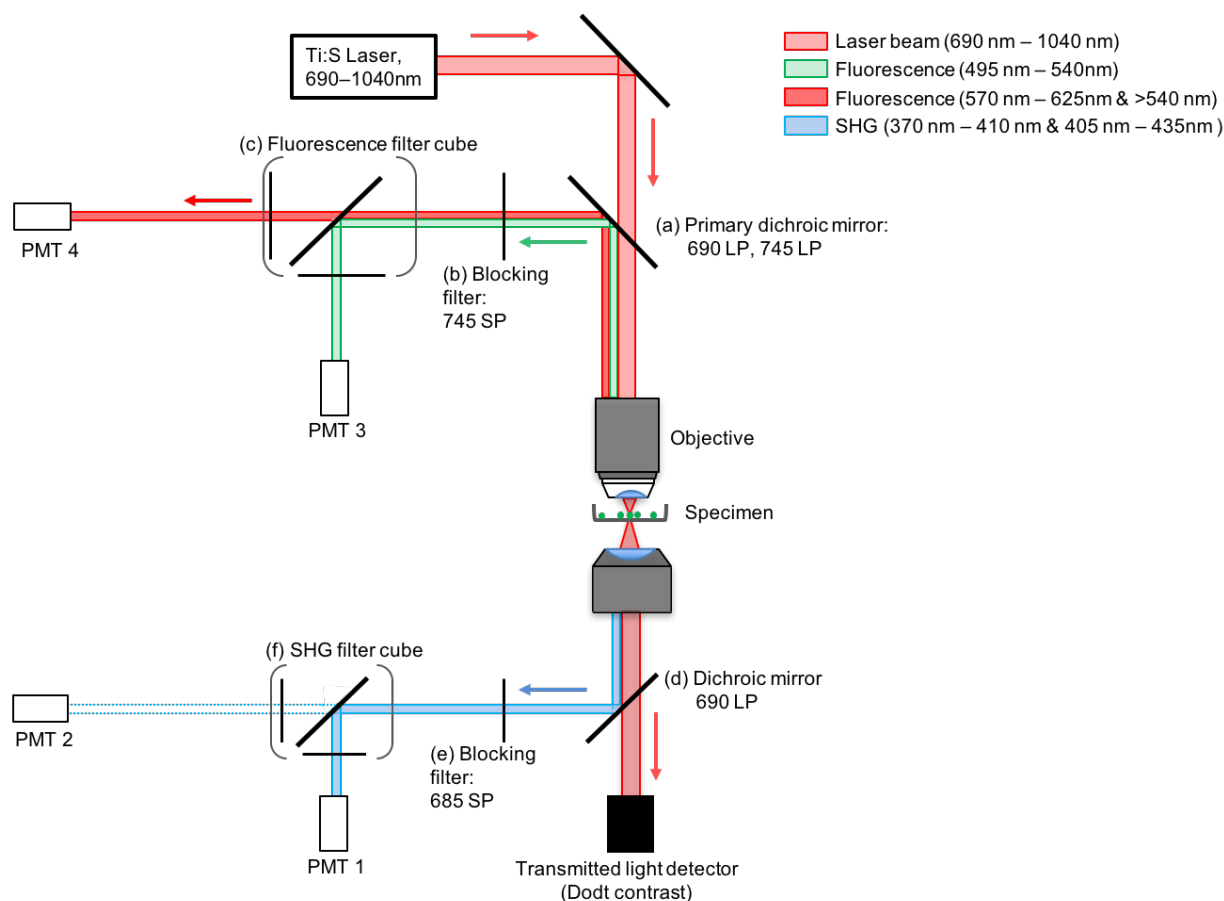 Ti:S Laser,
690–1040nm
Laser beam (690 nm – 1040 nm)
Fluorescence (495 nm – 540nm)
Fluorescence (570 nm – 625nm & >540 nm)
SHG (370 nm – 410 nm & 405 nm – 435nm)
(c) Fluorescence filter cube
PMT 4
(b) Blocking
filter:
745 SP
(a) Primary dichroic mirror:
690 LP, 745 LP
PMT 3
Objective
Specimen
(f) SHG filter cube
PMT 2
(e) Blocking
filter:
685 SP
(d) Dichroic mirror
690 LP
PMT 1
Transmitted light detector
(Dodt contrast)